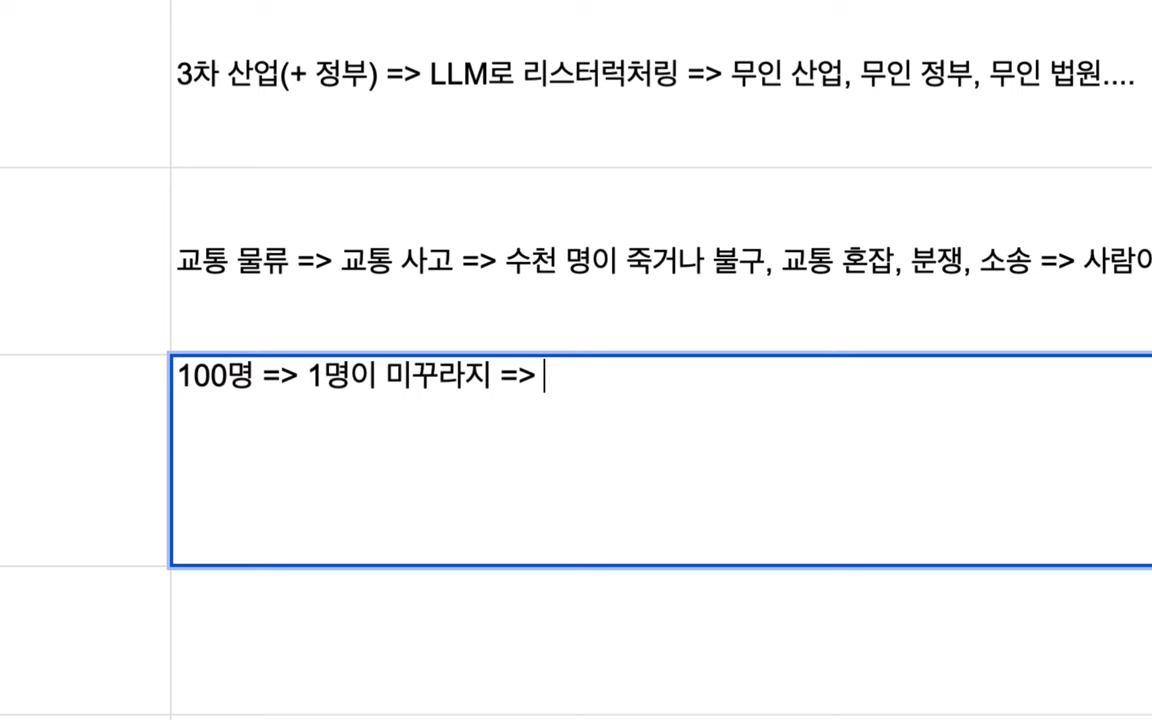 3차 산업(+ 정부) => LLM로 리스터럭처링 => 무인 산업, 무인 정부, 무인 법원....
교통 물류 => 교통 사고 => 수천 명이 죽거나 불구, 교통 혼잡, 분쟁, 소송 => 사람이
100명 => 1명이 미꾸라지 =>